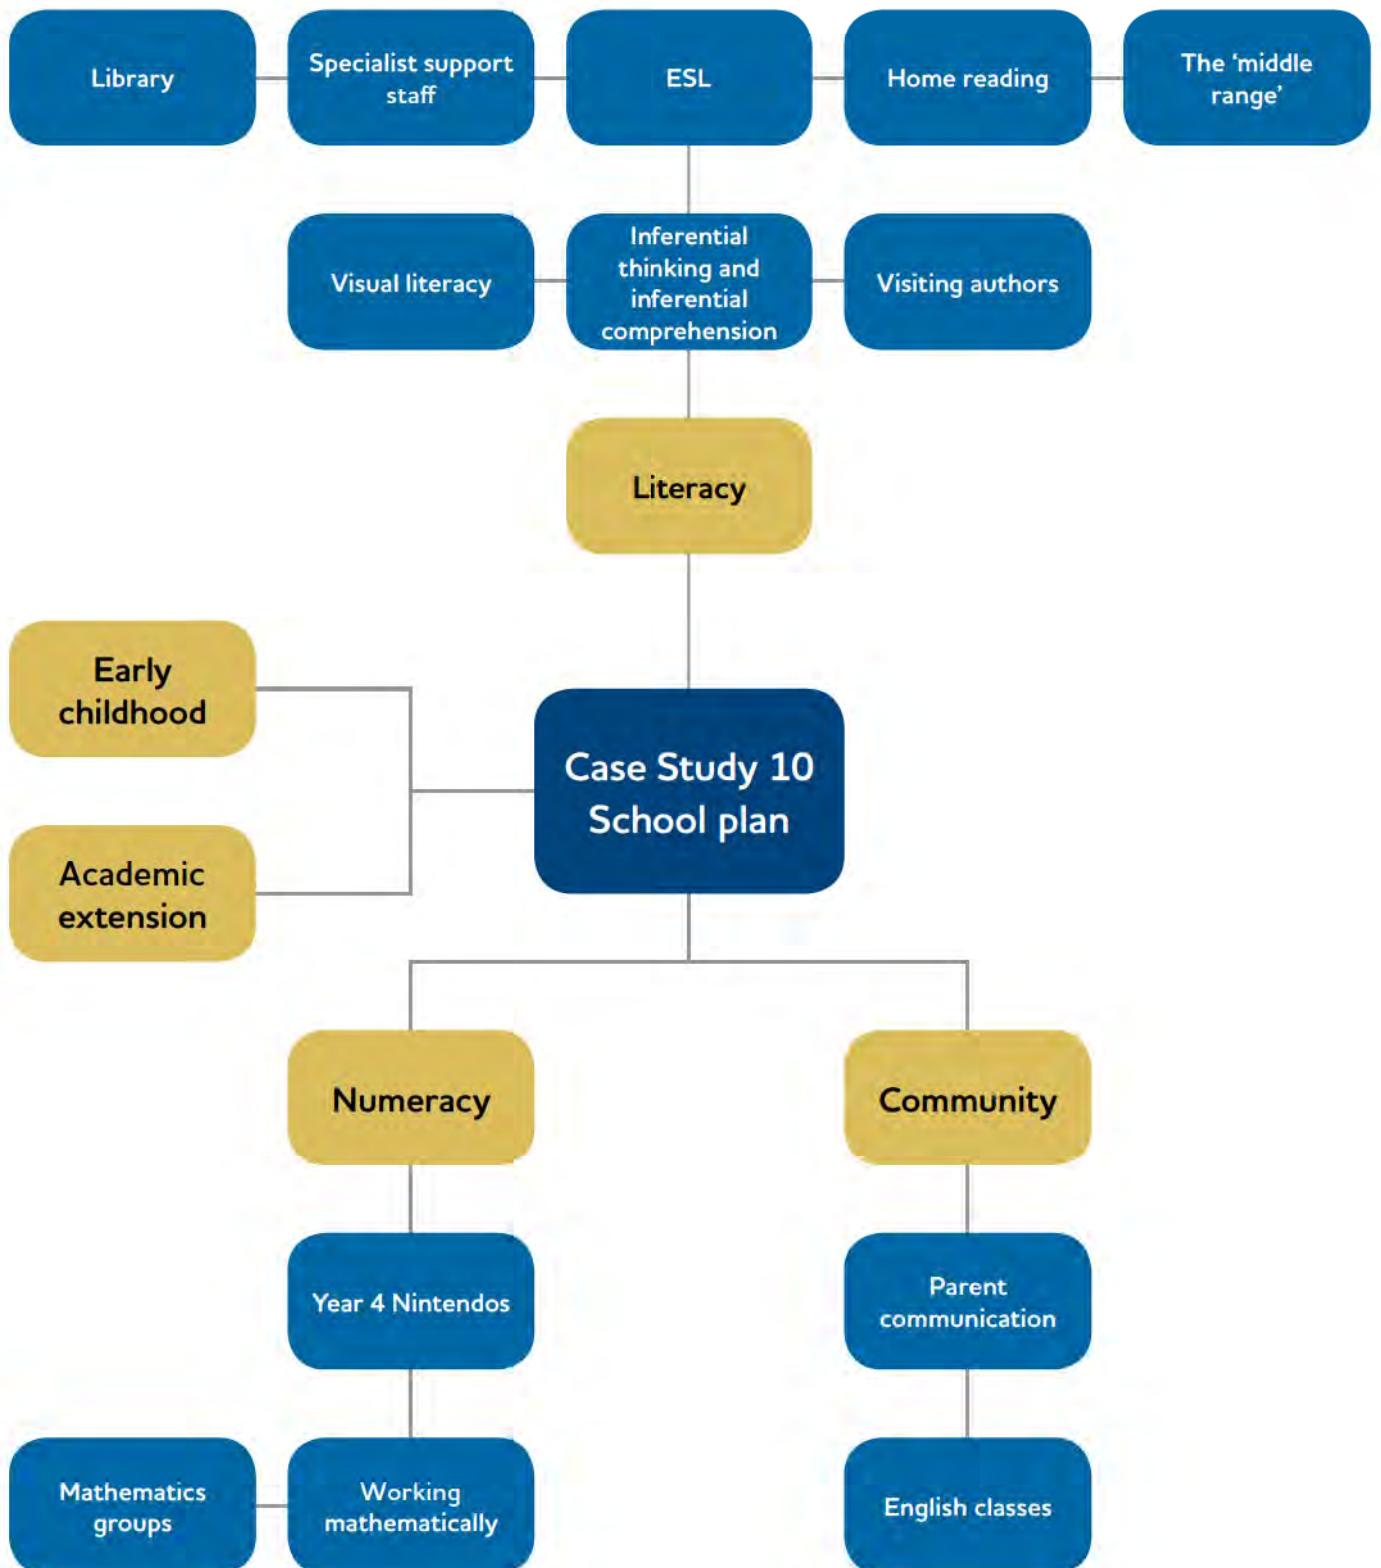 Library
Specialist support
staff
ESL
Home reading
The ‘middle
range’
Visual literacy
Inferential
thinking and
inferential
comprehension
Visiting authors
Literacy
Early
childhood
Case Study 10
School plan
Academic
extension
Numeracy
Community
Year 4 Nintendos
Parent
communication
Mathematics
groups
Working
mathematically
English classes